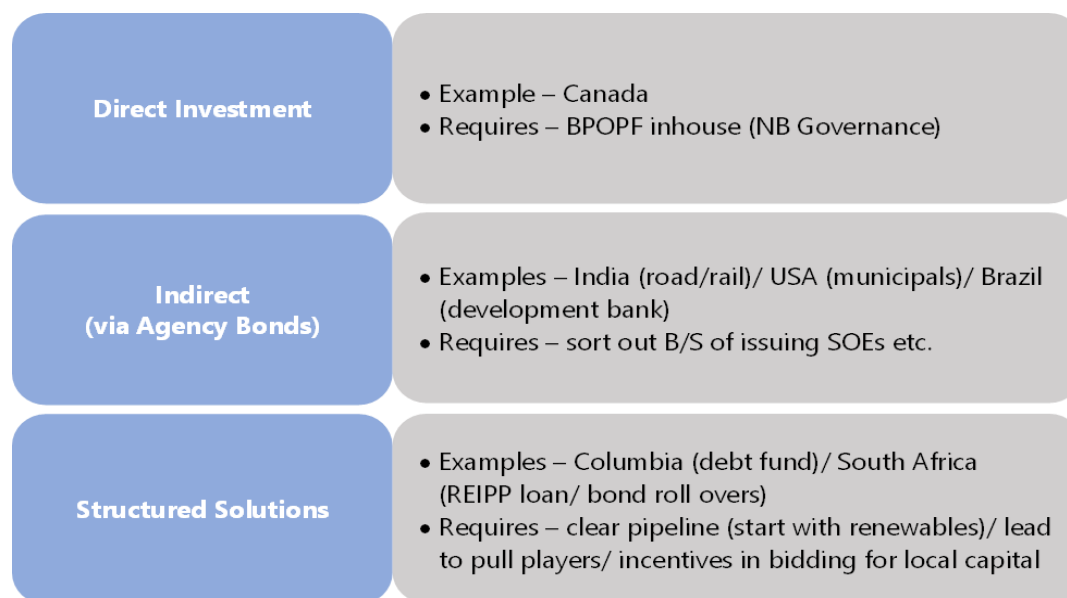 Direct Investment
• Example – Canada
• Requires – BPOPF inhouse (NB Governance)
Indirect
(via Agency Bonds)
• Examples – India (road/rail)/ USA (municipals)/ Brazil
(development bank)
• Requires – sort out B/S of issuing SOEs etc.
Structured Solutions
• Examples – Columbia (debt fund)/ South Africa
(REIPP loan/ bond roll overs)
• Requires – clear pipeline (start with renewables)/ lead
to pull players/ incentives in bidding for local capital